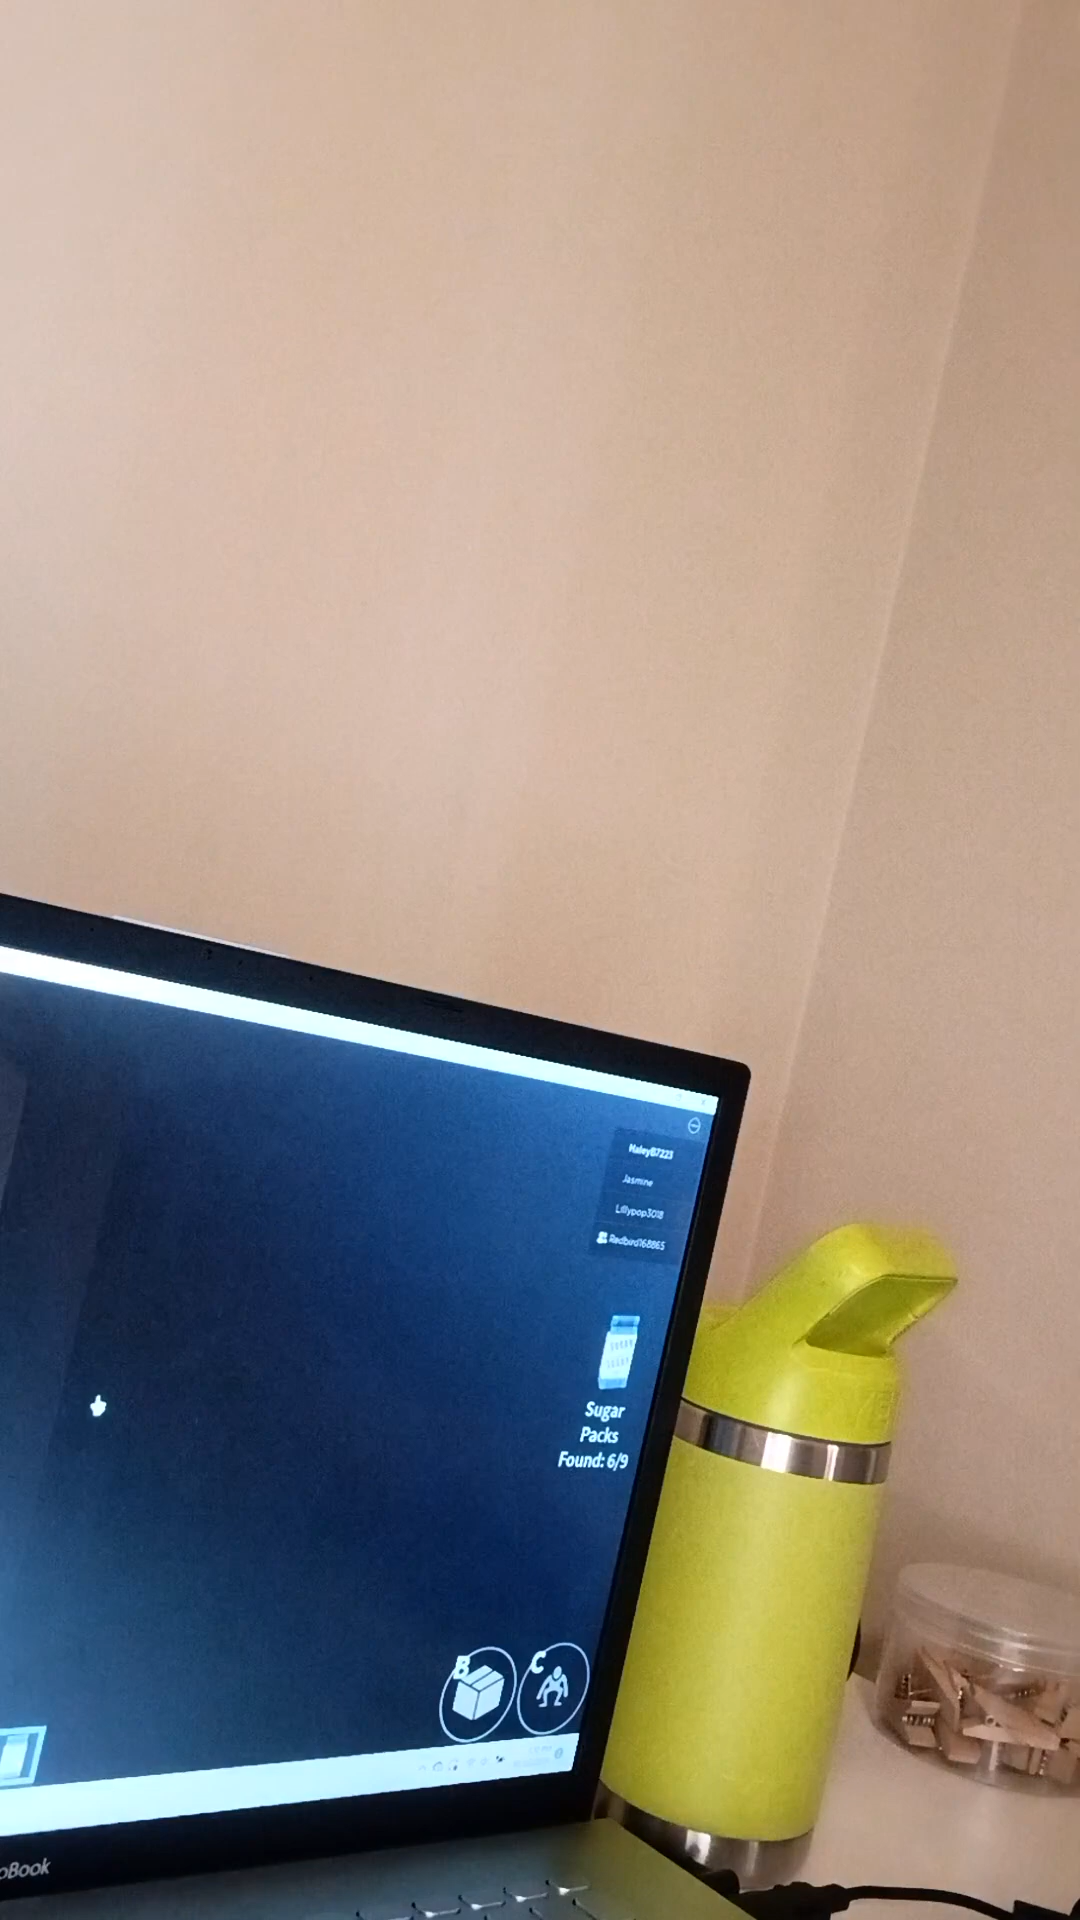 HaleyB7223
Jasmine
Lillypop3018
Redbird168865
Sugar
Packs
Found: 6/9
B
C
oBook